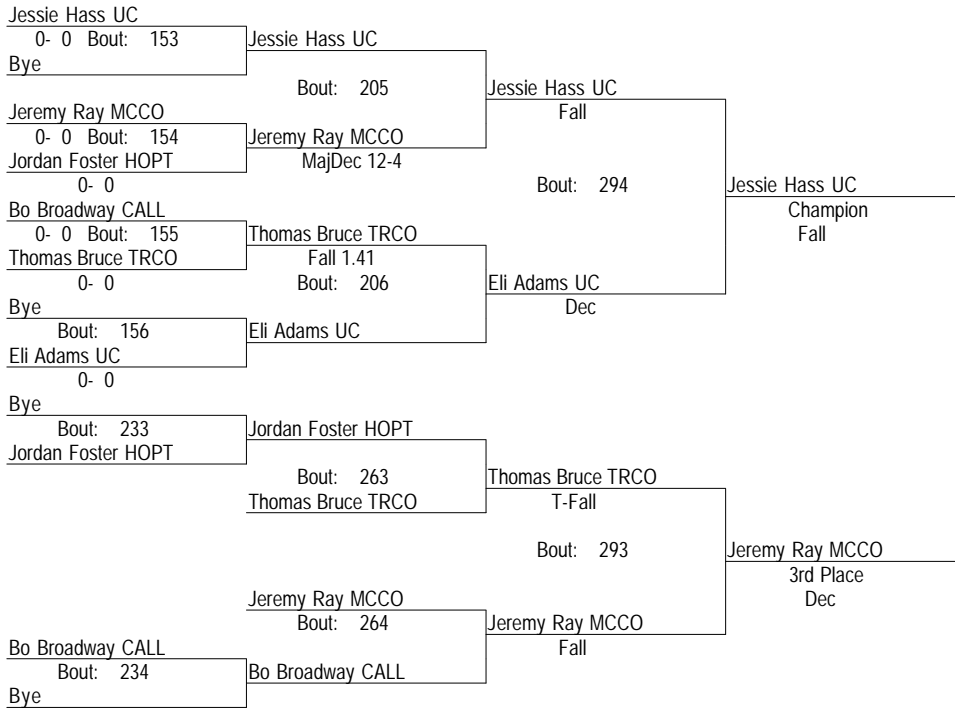 Jessie Hass UC
0- 0 Bout: 153
Jessie Hass UC
Bye
Bout: 205
Jessie Hass UC
Fall
Jeremy Ray MCCO
0- 0 Bout: 154
Jeremy Ray MCCO
Jordan Foster HOPT
MajDec 12-4
0- 0
Bout: 294
Jessie Hass UC
Champion
Fall
Bo Broadway CALL
0- 0 Bout: 155
Thomas Bruce TRCO
Thomas Bruce TRCO
Fall 1.41
0- 0
Bout: 206
Eli Adams UC
Dec
Bye
Bout: 156
Eli Adams UC
Eli Adams UC
0- 0
Bye
Bout: 233
Jordan Foster HOPT
Jordan Foster HOPT
Bout: 263
Thomas Bruce TRCO
T-Fall
Thomas Bruce TRCO
Bout: 293
Jeremy Ray MCCO
3rd Place
Dec
Jeremy Ray MCCO
Bout: 264
Jeremy Ray MCCO
Fall
Bo Broadway CALL
Bout: 234
Bo Broadway CALL
Bye